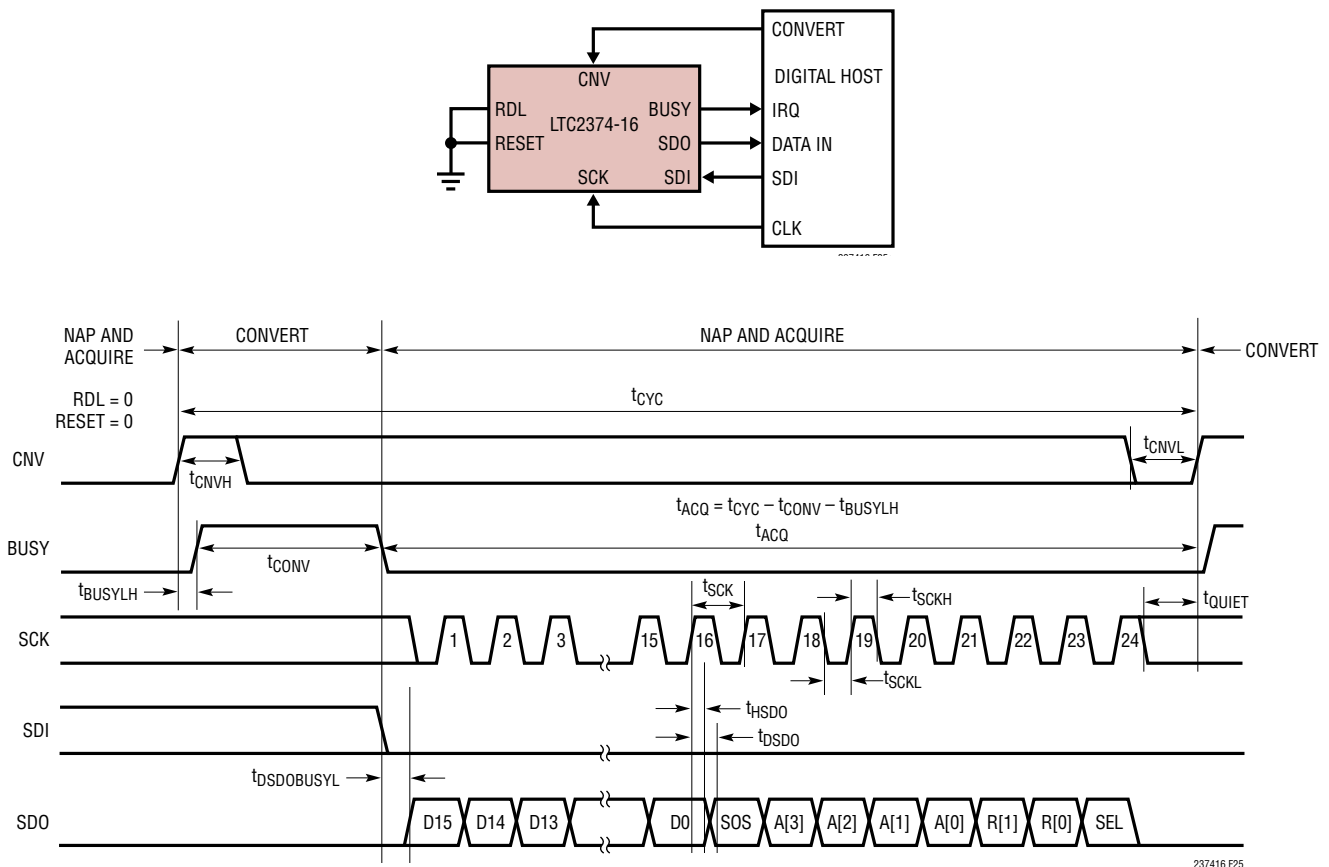 CONVERT
CNV
DIGITAL HOST
RDL
BUSY
IRQ
LTC2374-16
RESET
SDO
DATA IN
SCK
SDI
SDI
CLK
NAP AND
ACQUIRE
CONVERT
NAP AND ACQUIRE
CONVERT
RDL = 0
RESET = 0
tCYC
CNV
tCNVH
tCNVL
tACQ = tCYC – tCONV – tBUSYLH
BUSY
tCONV
tACQ
tBUSYLH
tSCK
tSCKH
tQUIET
SCK
1 2 3 15 16 17 18 19 20 21 22 23 24
tSCKL
SDI
tHSDO
tDSDO
tDSDOBUSYL
SDO
D15 D14 D13 D0 SOS A[3] A[2] A[1] A[0] R[1] R[0] SEL
237416 F25